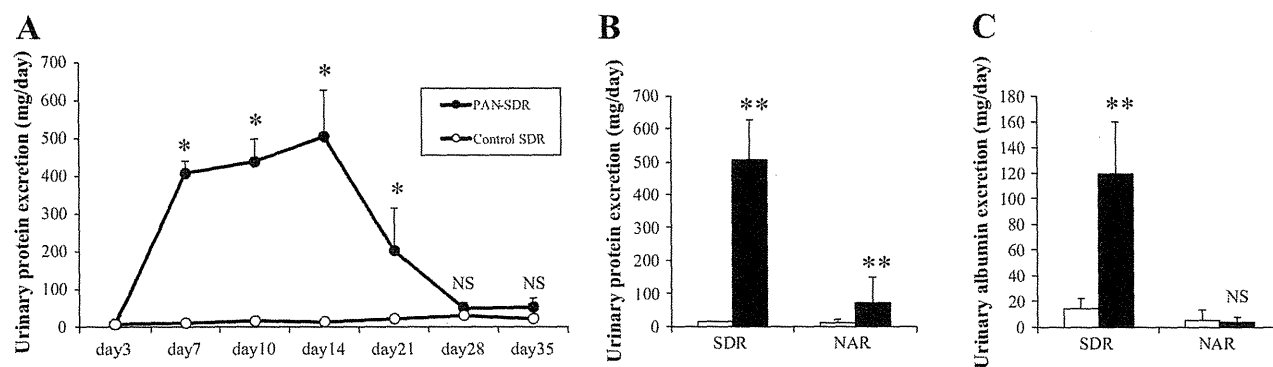 A
Urinary protein excretion (mg/day)
700
600
500
400
300
200
100
0
* * * *
NS NS
PAN-SDR
Control SDR
day3 day7 day10 day14 day21 day28 day35
B
Urinary protein excretion (mg/day)
700
600
500
400
300
200
100
0
**
**
SDR NAR
C
Urinary albumin excretion (mg/day)
180
160
140
120
100
80
60
40
20
0
**
NS
SDR NAR